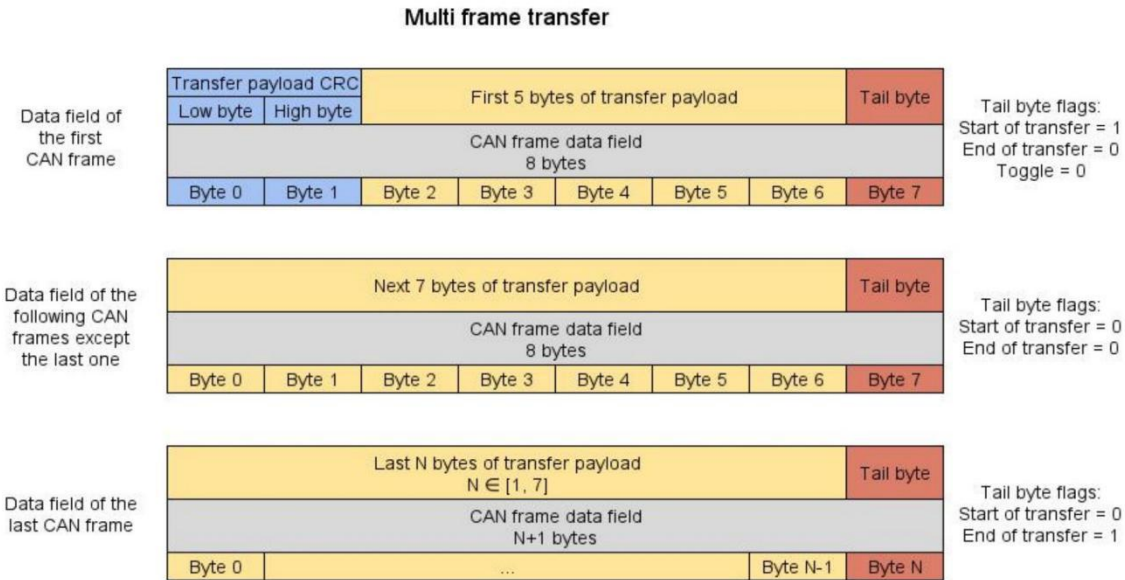 Multi frame transfer
Data field of
the first
CAN frame
Transfer payload CRC
Low byte High byte
First 5 bytes of transfer payload
Tail byte
CAN frame data field
8 bytes
Byte 0 Byte 1 Byte 2 Byte 3 Byte 4 Byte 5 Byte 6 Byte 7
Tail byte flags:
Start of transfer = 1
End of transfer = 0
Toggle = 0
Data field of the
following CAN
frames except
the last one
Next 7 bytes of transfer payload
Tail byte
CAN frame data field
8 bytes
Byte 0 Byte 1 Byte 2 Byte 3 Byte 4 Byte 5 Byte 6 Byte 7
Tail byte flags:
Start of transfer = 0
End of transfer = 0
Data field of the
last CAN frame
Last N bytes of transfer payload
N ∈ [1, 7]
Tail byte
CAN frame data field
N+1 bytes
Byte 0 ... Byte N-1 Byte N
Tail byte flags:
Start of transfer = 0
End of transfer = 1